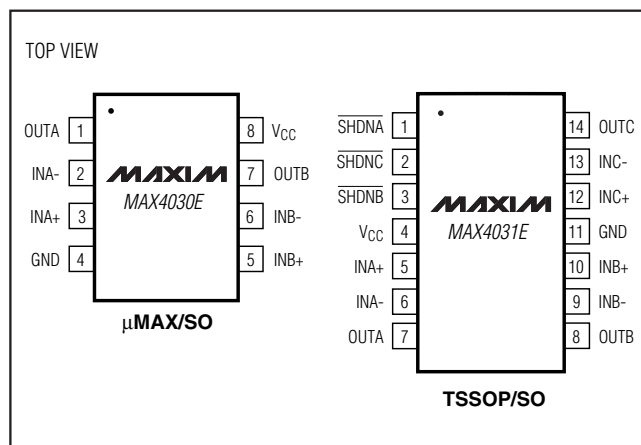 TOP VIEW
OUTA 1
INA- 2
INA+ 3
GND 4
8 VCC
7 OUTB
6 INB-
5 INB+
MAXIM
MAX4030E
µMAX/SO
SHDNA 1
SHDNC 2
SHDNB 3
VCC 4
INA+ 5
INA- 6
OUTA 7
14 OUTC
13 INC-
12 INC+
11 GND
10 INB+
9 INB-
8 OUTB
MAXIM
MAX4031E
TSSOP/SO